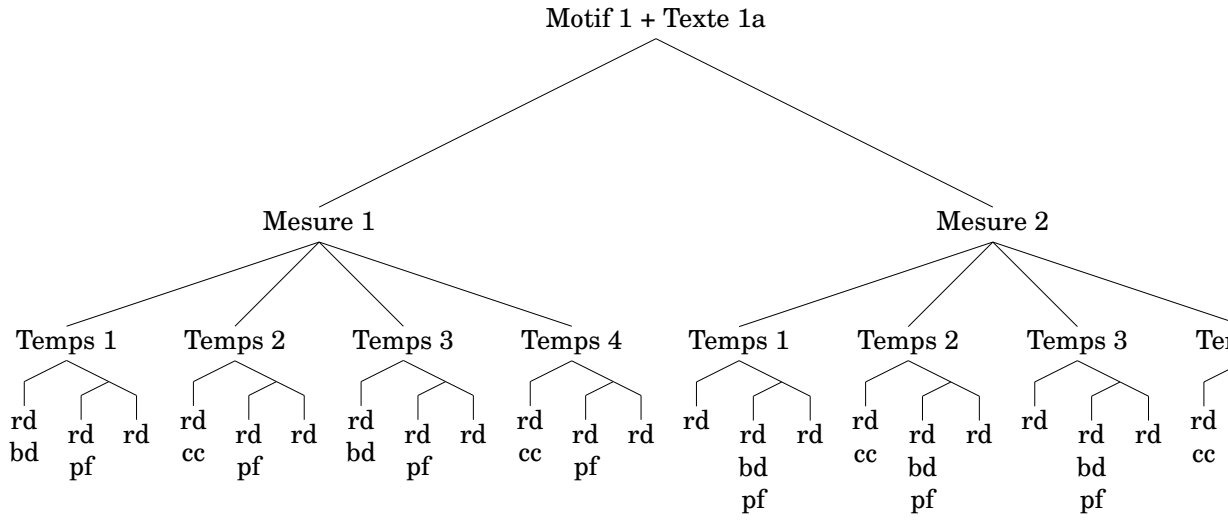 Motif 1 + Texte 1a
Mesure 1 Mesure 2
Temps 1 Temps 2 Temps 3 Temps 4 Temps 1 Temps 2 Temps 3 Tem
rd rd rd rd rd rd rd rd
rd rd rd rd rd rd rd rd rd rd rd rd rd rd
bd cc bd cc cc cc
pf pf pf pf bd bd bd
pf pf pf